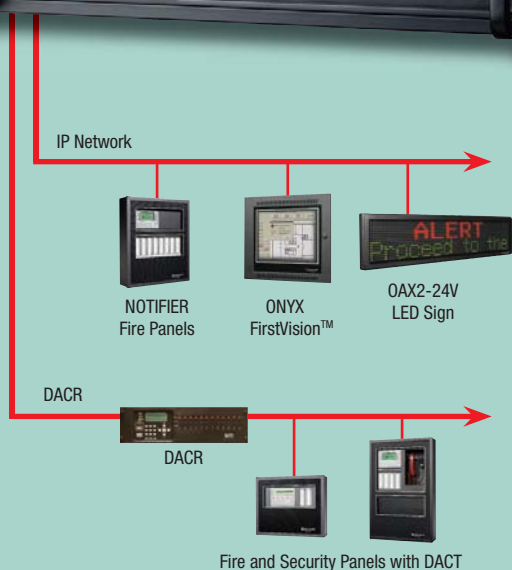 IP Network
ALERT
Proceed to the
NOTIFIER
Fire Panels
ONYX
FirstVision™
OAX2-24V
LED Sign
DACR
DACR
Fire and Security Panels with DACT